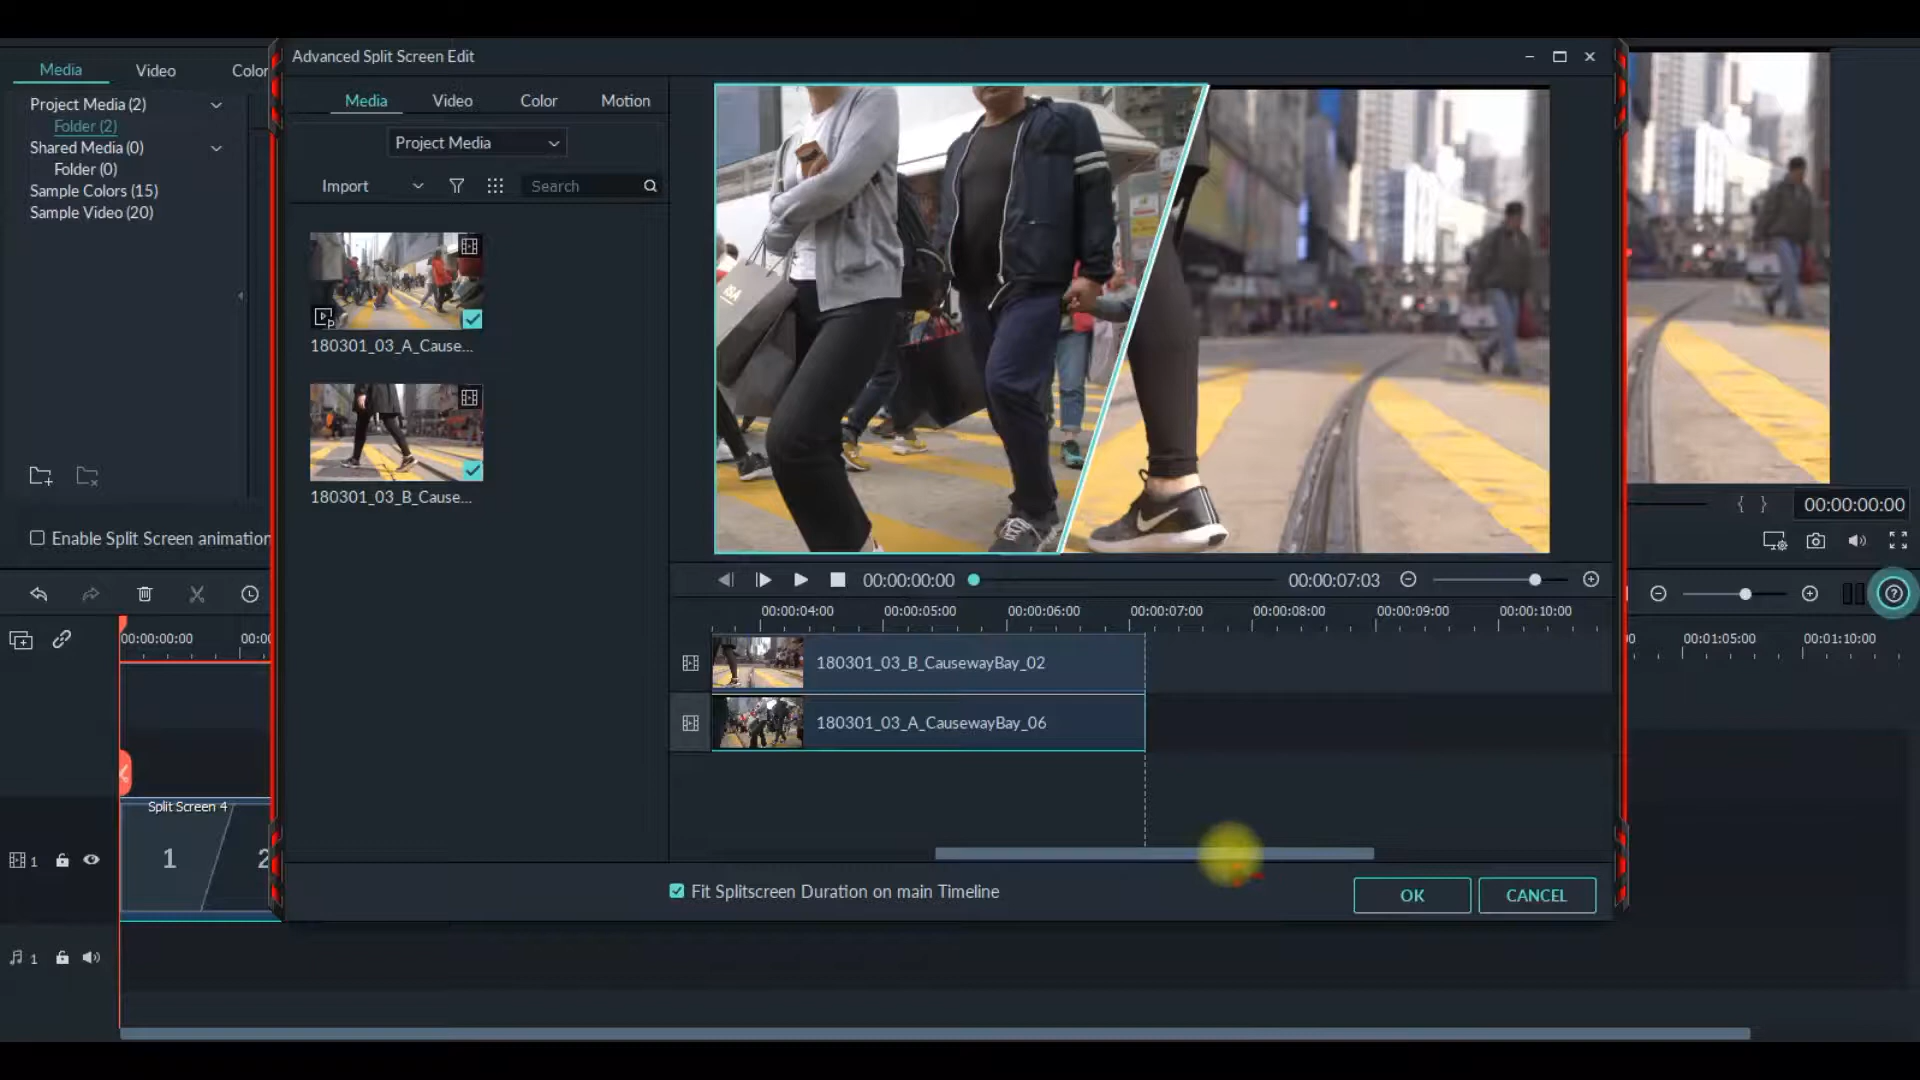 Advanced Split Screen Edit
Media Video Color
Project Media (2)
Folder (2)
Shared Media (0)
Folder (0)
Sample Colors (15)
Sample Video (20)
Enable Split Screen animation
Media Video Color Motion
Project Media
Import Search
180301_03_A_Cause...
180301_03_B_Cause...
ISA
00:00:00:00 00:00:07:03
00:00:04:00 00:00:05:00 00:00:06:00 00:00:07:00 00:00:08:00 00:00:09:00 00:00:10:00
180301_03_B_CausewayBay_02
180301_03_A_CausewayBay_06
Fit Splitscreen Duration on main Timeline
OK CANCEL
{ } 00:00:00:00
00:00:00:00
00:01:05:00 00:01:10:00
Split Screen 4
1 2
1
1